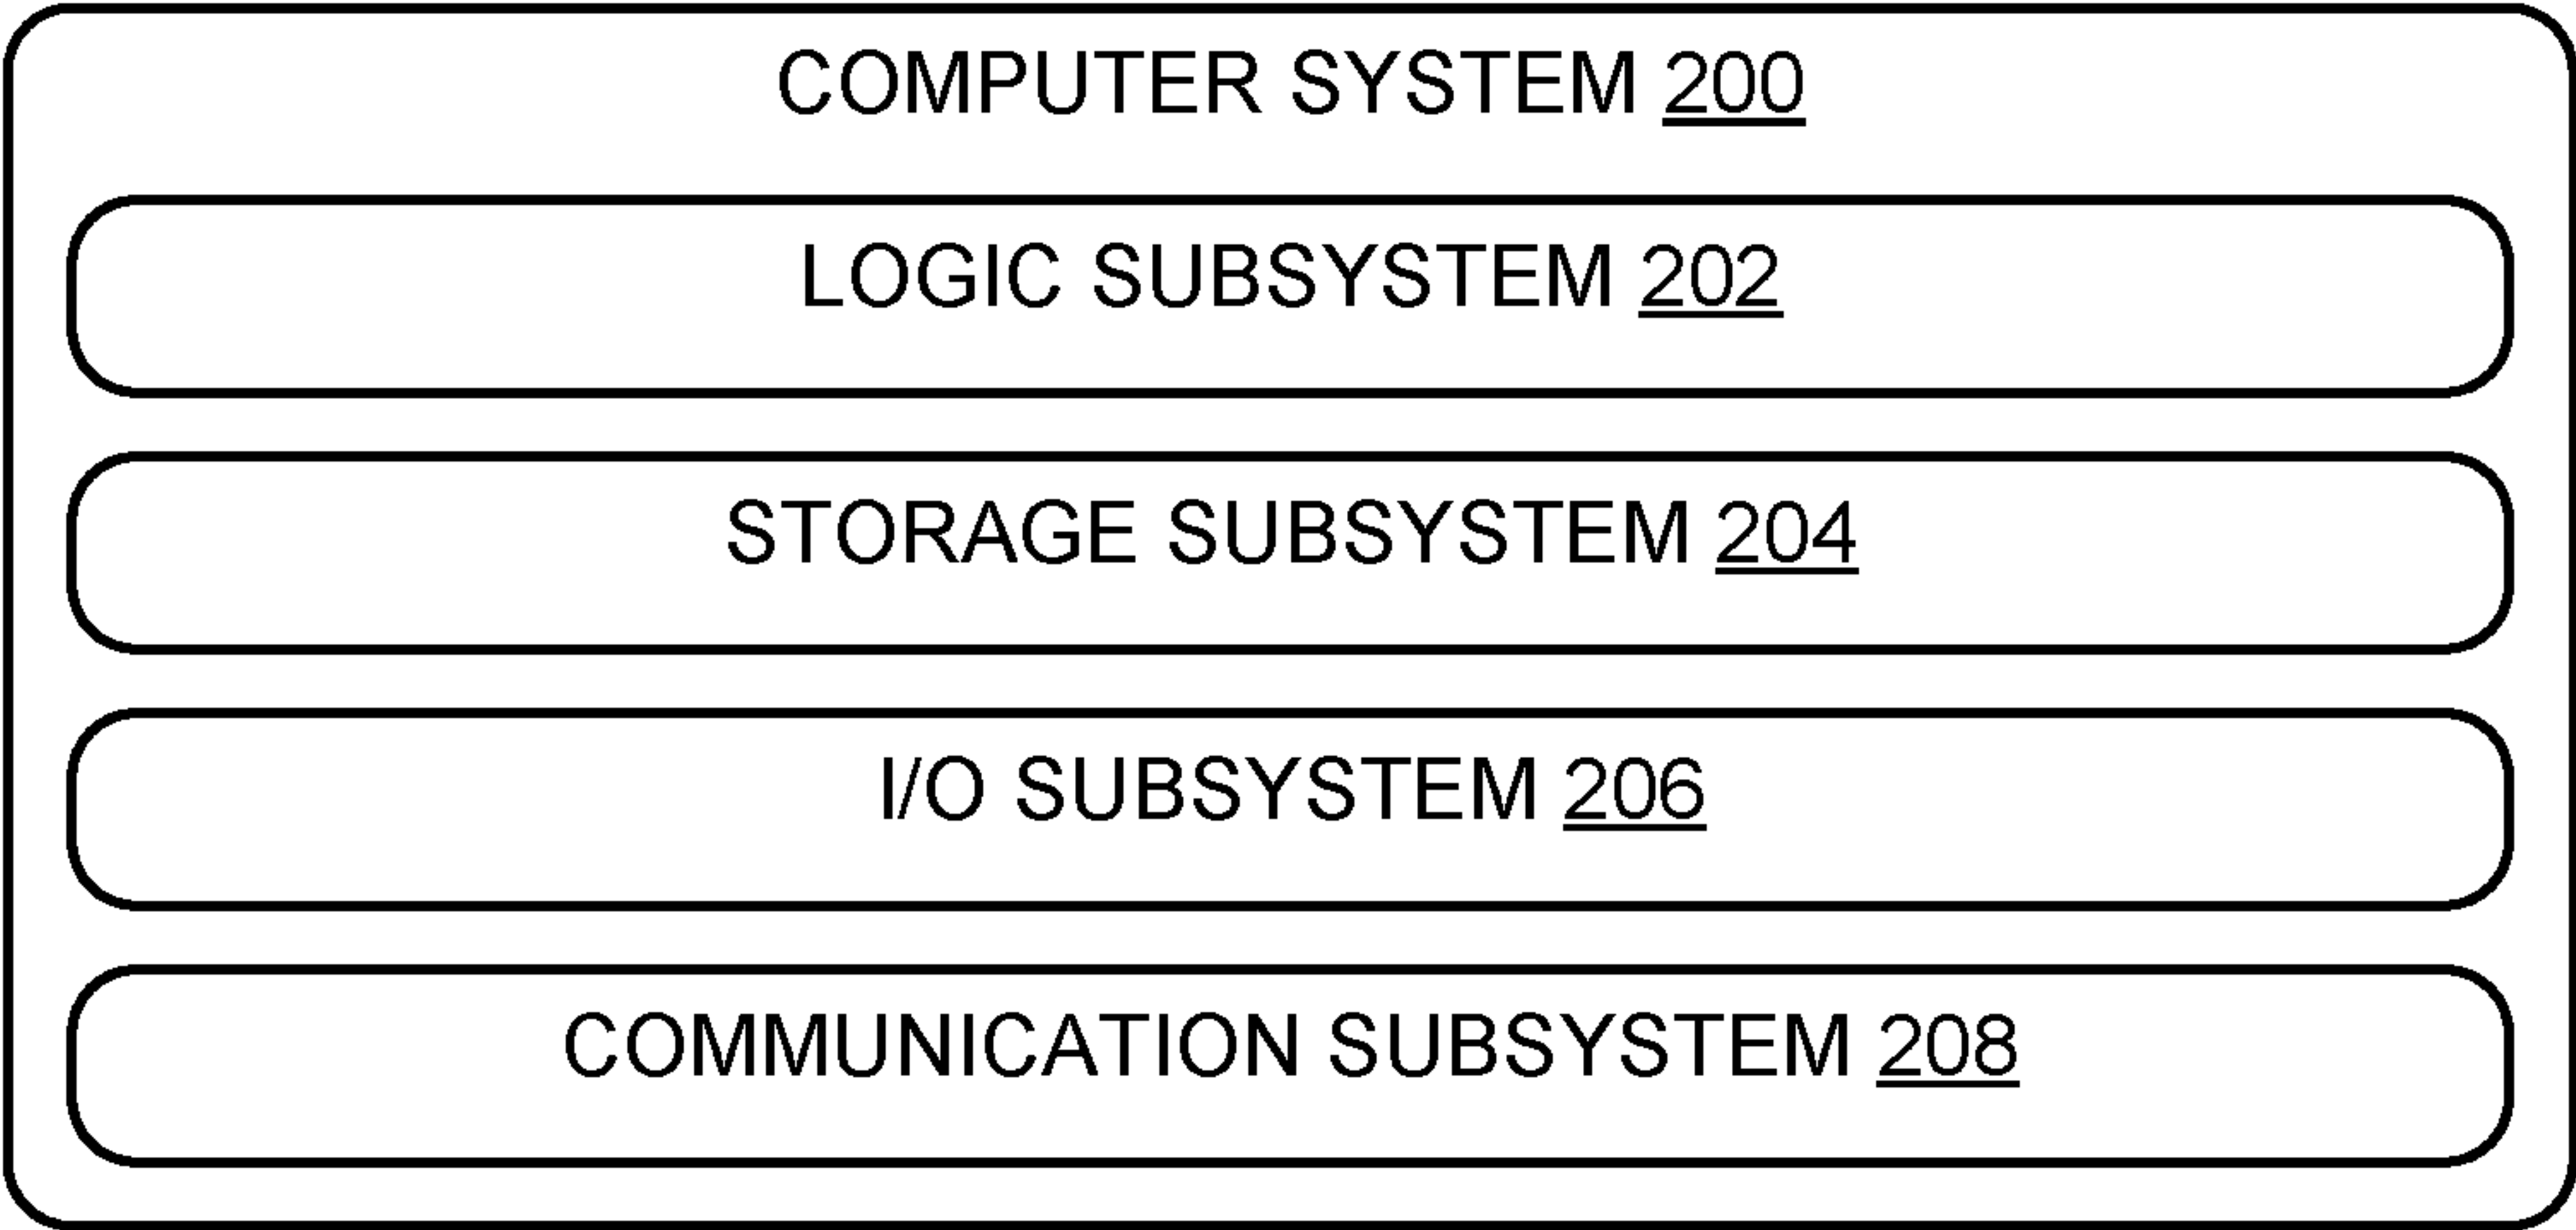 COMPUTER SYSTEM 200
LOGIC SUBSYSTEM 202
STORAGE SUBSYSTEM 204
I/O SUBSYSTEM 206
COMMUNICATION SUBSYSTEM 208